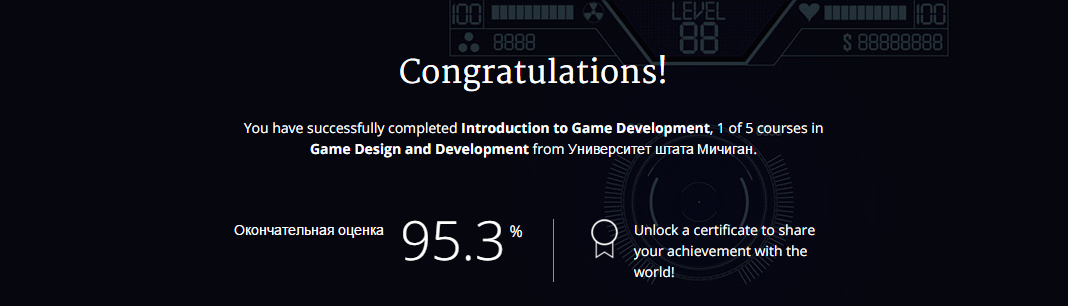 100 LEVEL 100
8888 88 $ 88888888
Congratulations!
You have successfully completed Introduction to Game Development, 1 of 5 courses in
Game Design and Development from Университет штата Мичиган.
Окончательная оценка 95.3 %
Unlock a certificate to share
your achievement with the
world!